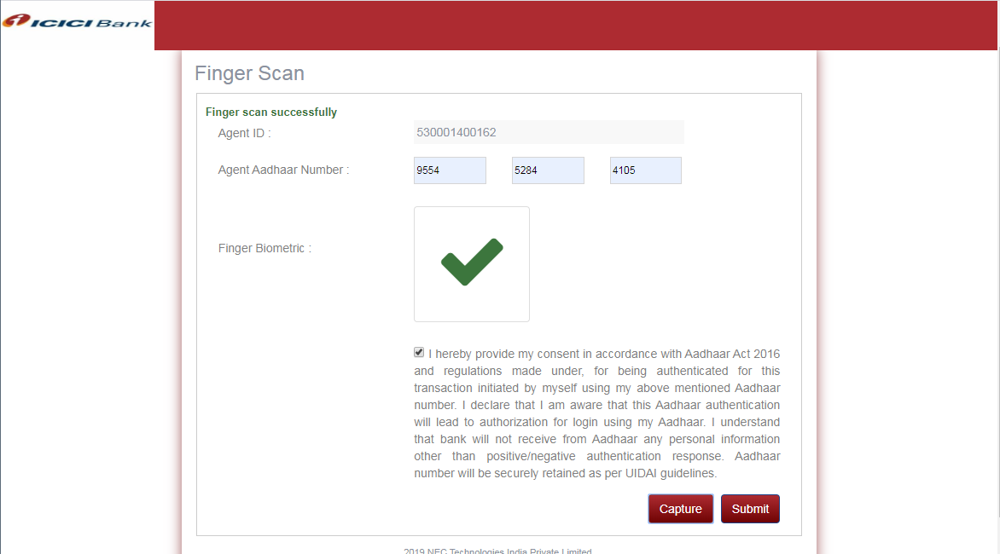 ICICI Bank
Finger Scan
Finger scan successfully
Agent ID : 530001400162
Agent Aadhaar Number : 9554 5284 4105
Finger Biometric :
I hereby provide my consent in accordance with Aadhaar Act 2016
and regulations made under, for being authenticated for this
transaction initiated by myself using my above mentioned Aadhaar
number. I declare that I am aware that this Aadhaar authentication
will lead to authorization for login using my Aadhaar. I understand
that bank will not receive from Aadhaar any personal information
other than positive/negative authentication response. Aadhaar
number will be securely retained as per UIDAI guidelines.
Capture Submit
2019 NEC Technologies India Private Limited